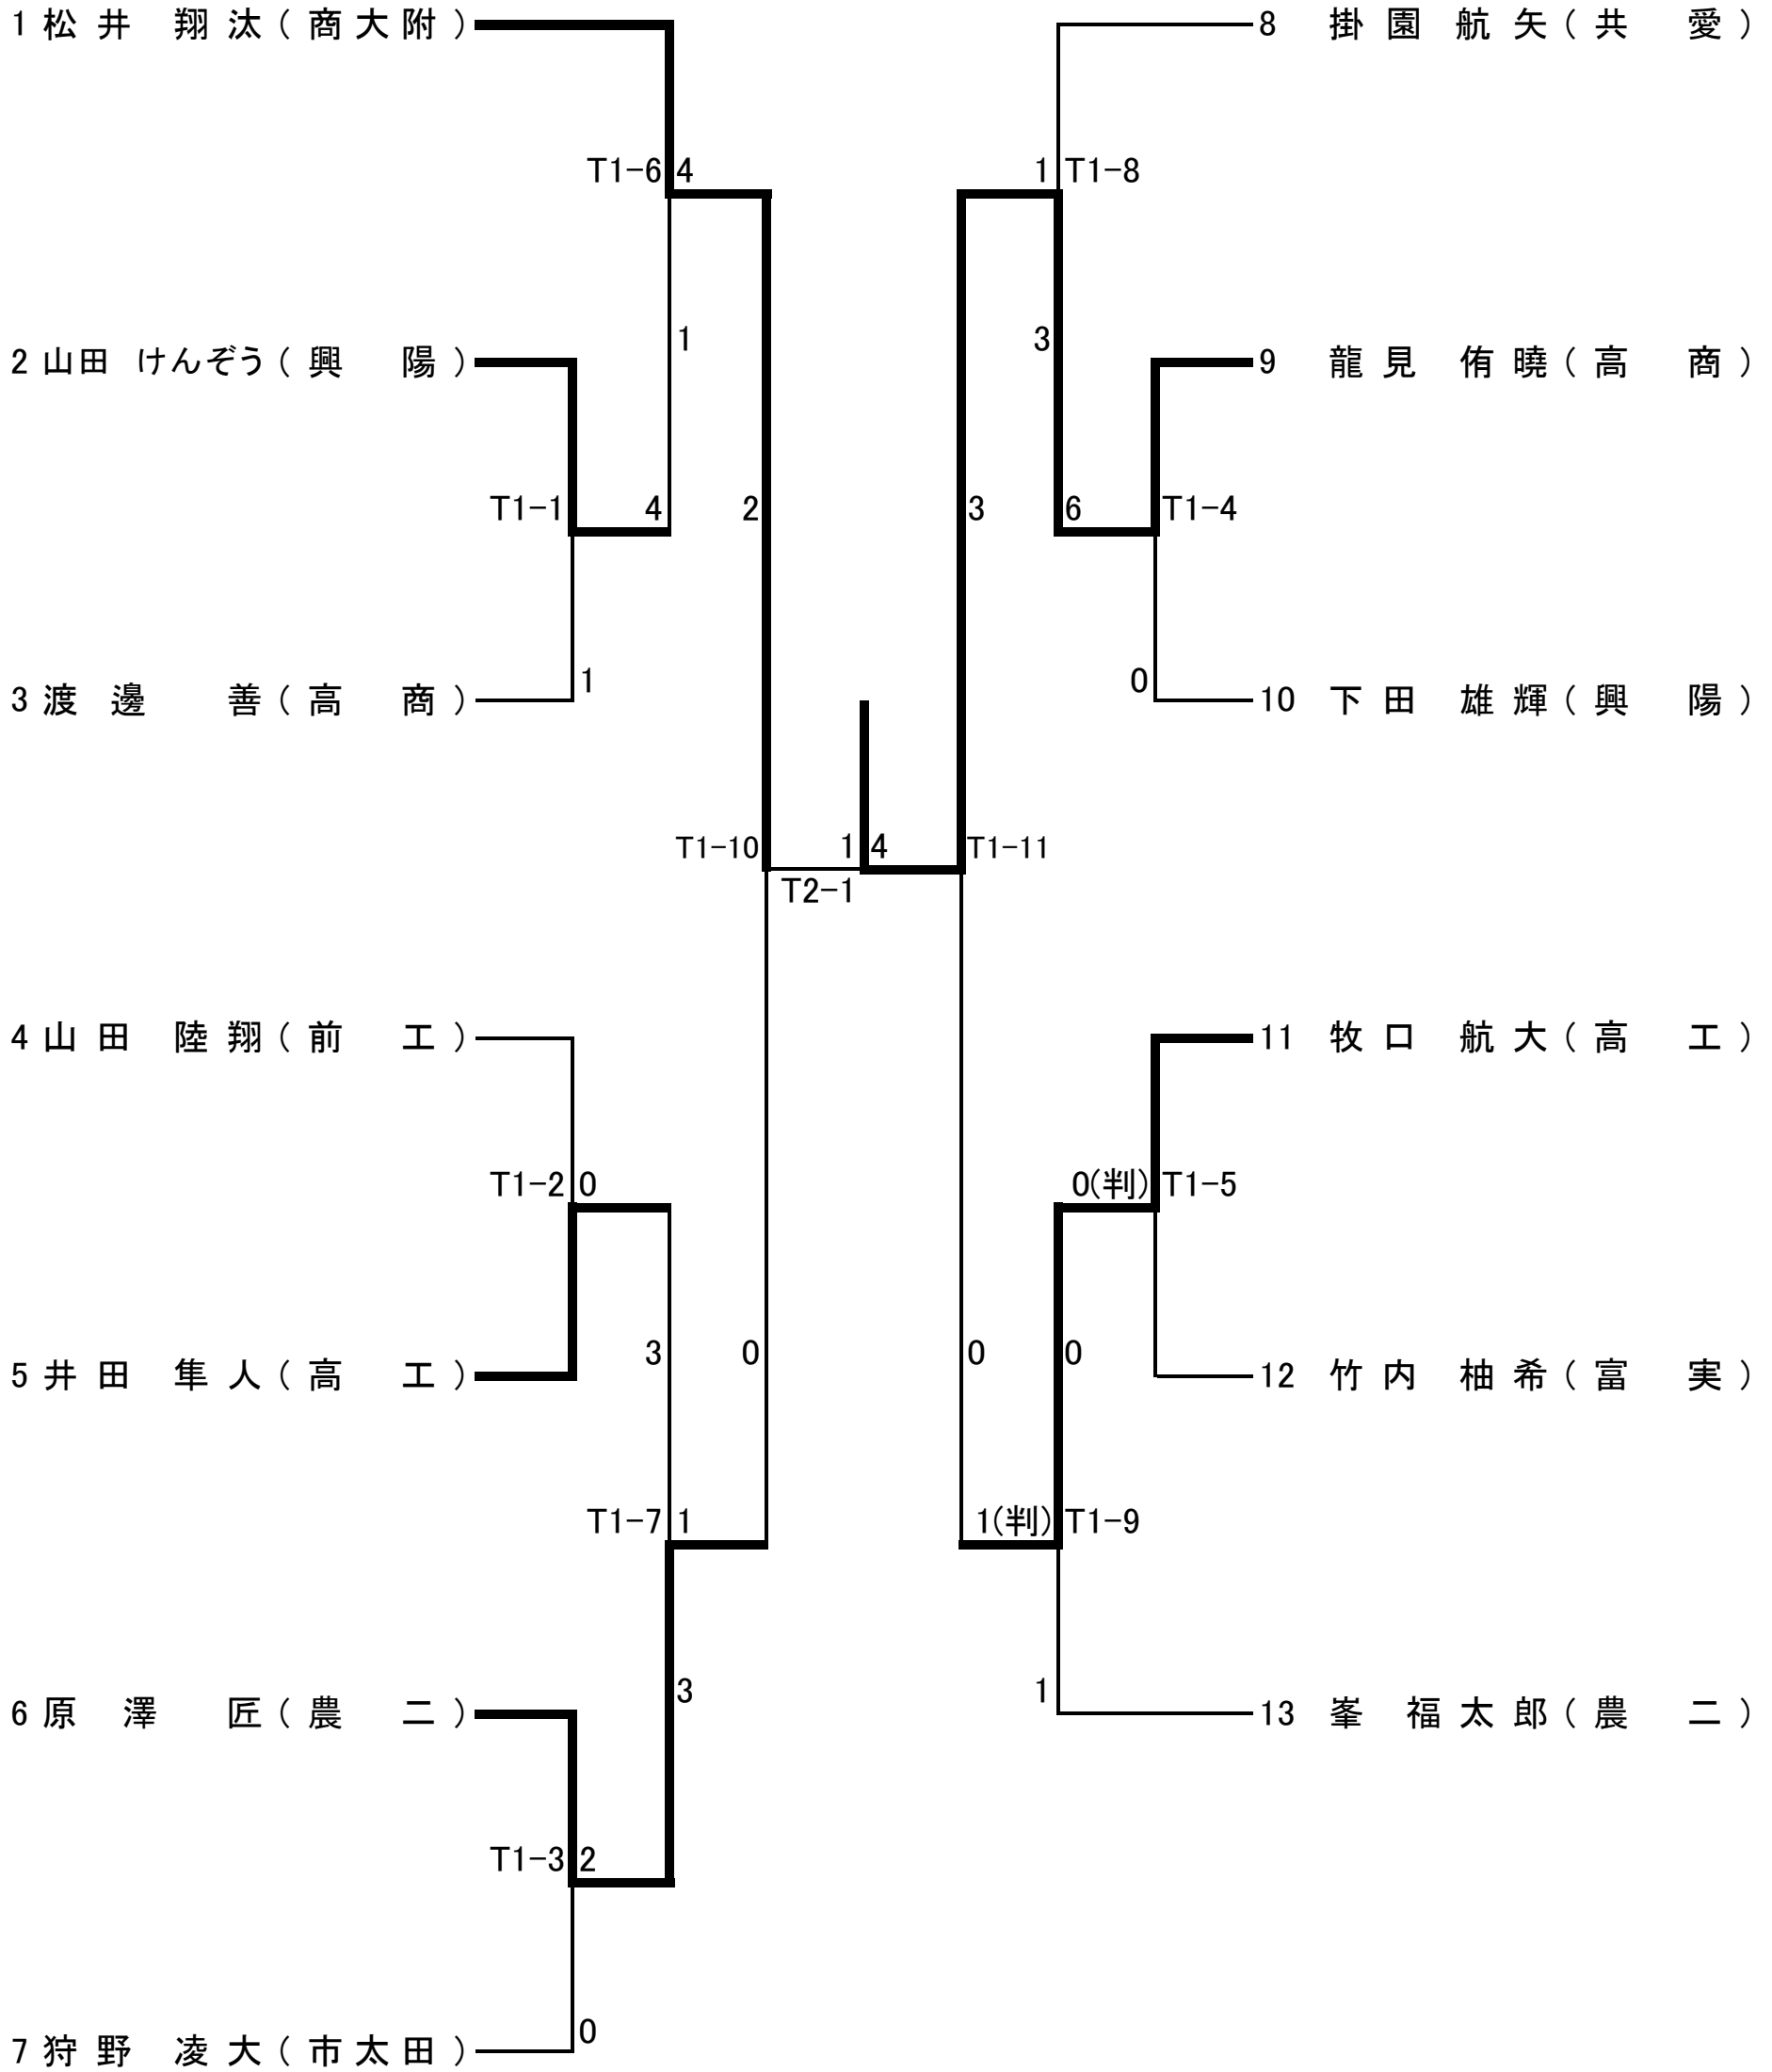 1 松井 翔汰(商大附)
8 掛園 航矢(共 愛)
T1-6 4
1 T1-8
1
3
2 山田 けんぞう(興 陽)
9 龍見 侑曉(高 商)
T1-1 4
2
3
6 T1-4
1
0
3 渡邊 善(高 商)
10 下田 雄輝(興 陽)
T1-10
1 4
T1-11
T2-1
4 山田 陸翔(前 工)
11 牧口 航大(高 工)
T1-2 0
0(判) T1-5
3
0
0
0
5 井田 隼人(高 工)
12 竹内 柚希(富 実)
T1-7 1
1(判) T1-9
3
1
6 原澤 匠(農 二)
13 峯 福太郎(農 二)
T1-3 2
0
7 狩野 凌大(市太田)